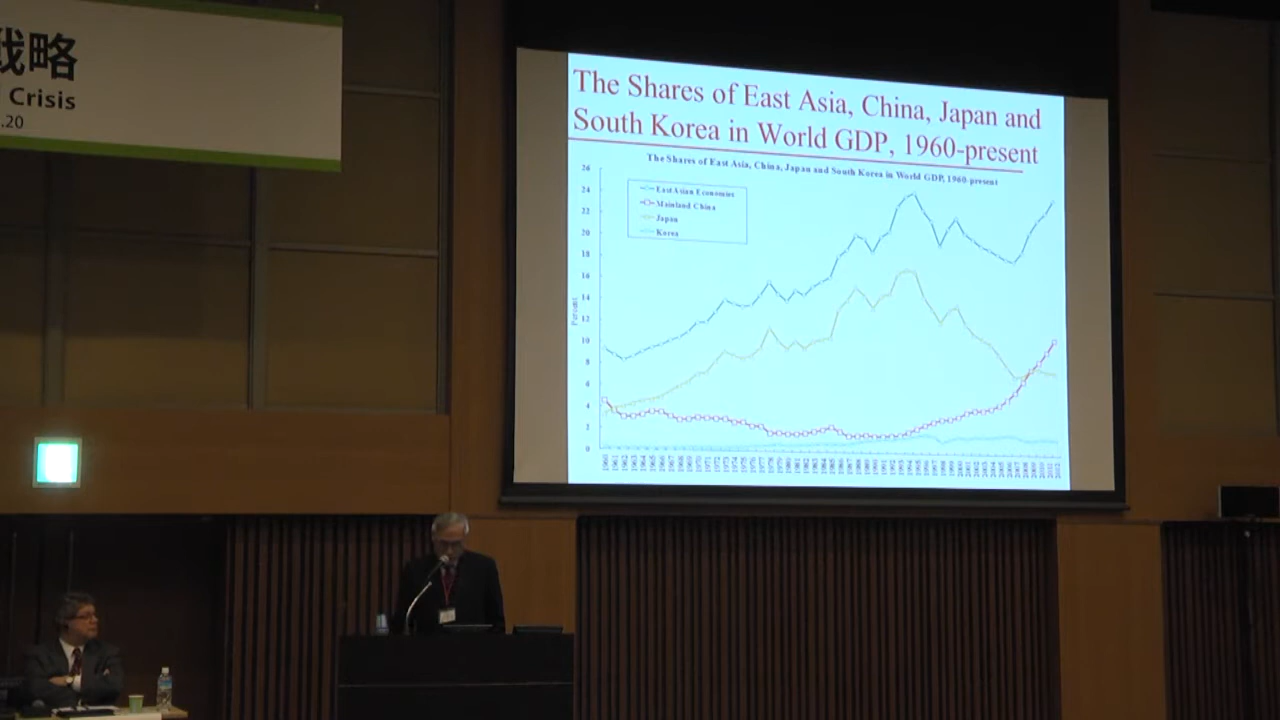 戦略
Crisis
.20
The Shares of East Asia, China, Japan and
South Korea in World GDP, 1960-present
The Shares of East Asia, China, Japan and South Korea in World GDP, 1960-present
26
24
22
20
18
16
14
12
10
8
6
4
2
0
Percent
East Asian Economies
Mainland China
Japan
Korea